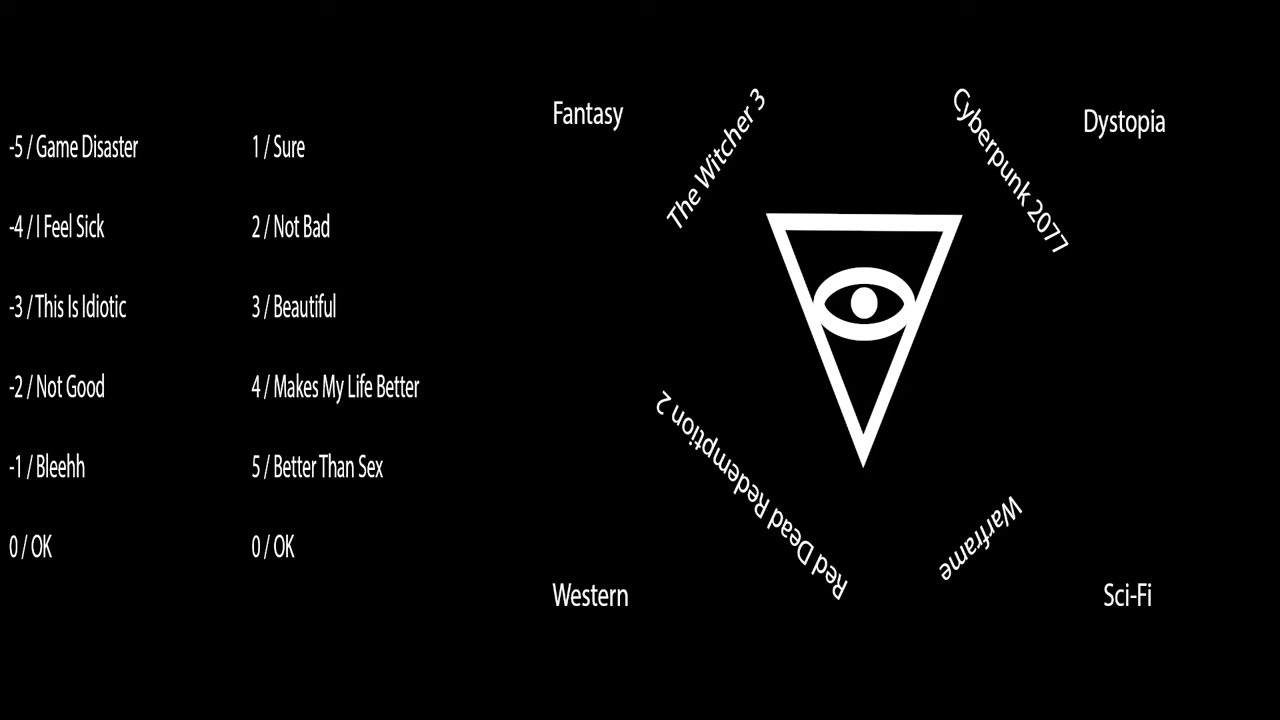 -5 / Game Disaster
-4 / I Feel Sick
-3 / This Is Idiotic
-2 / Not Good
-1 / Bleehh
0 / OK
1 / Sure
2 / Not Bad
3 / Beautiful
4 / Makes My Life Better
5 / Better Than Sex
0 / OK
Fantasy
The Witcher 3
Cyberpunk 2077
Dystopia
Red Dead Redemption 2
Warframe
Western
Sci-Fi